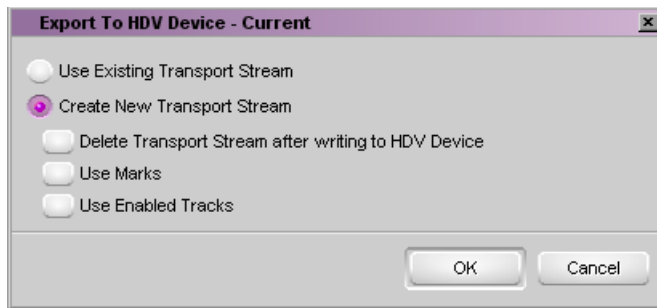 Export To HDV Device - Current
Use Existing Transport Stream
Create New Transport Stream
Delete Transport Stream after writing to HDV Device
Use Marks
Use Enabled Tracks
OK
Cancel